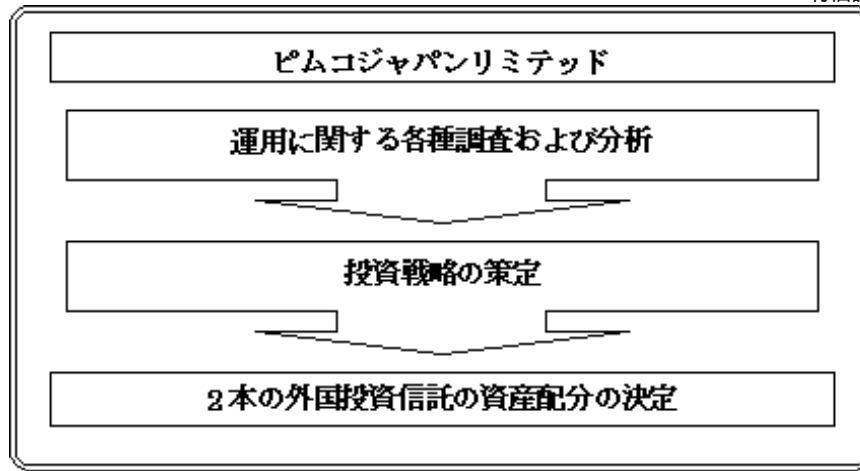 ピムコジャパンリミテッド
運用に関する各種調査および分析
投資戦略の策定
2本の外国投資信託の資産配分の決定